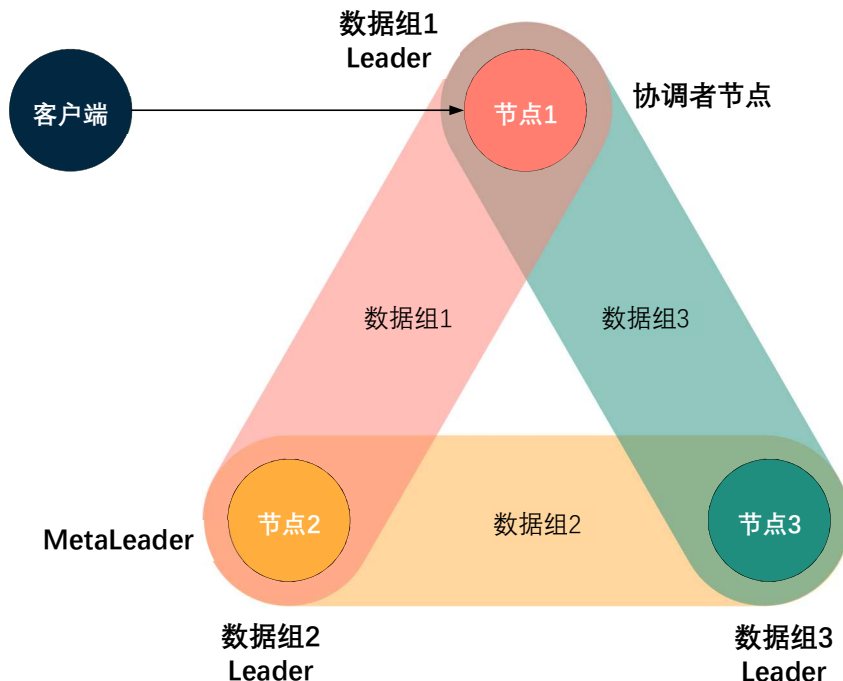 数据组1
Leader
客户端
节点1
协调者节点
数据组1
数据组3
节点2
数据组2
节点3
MetaLeader
数据组2
Leader
数据组3
Leader